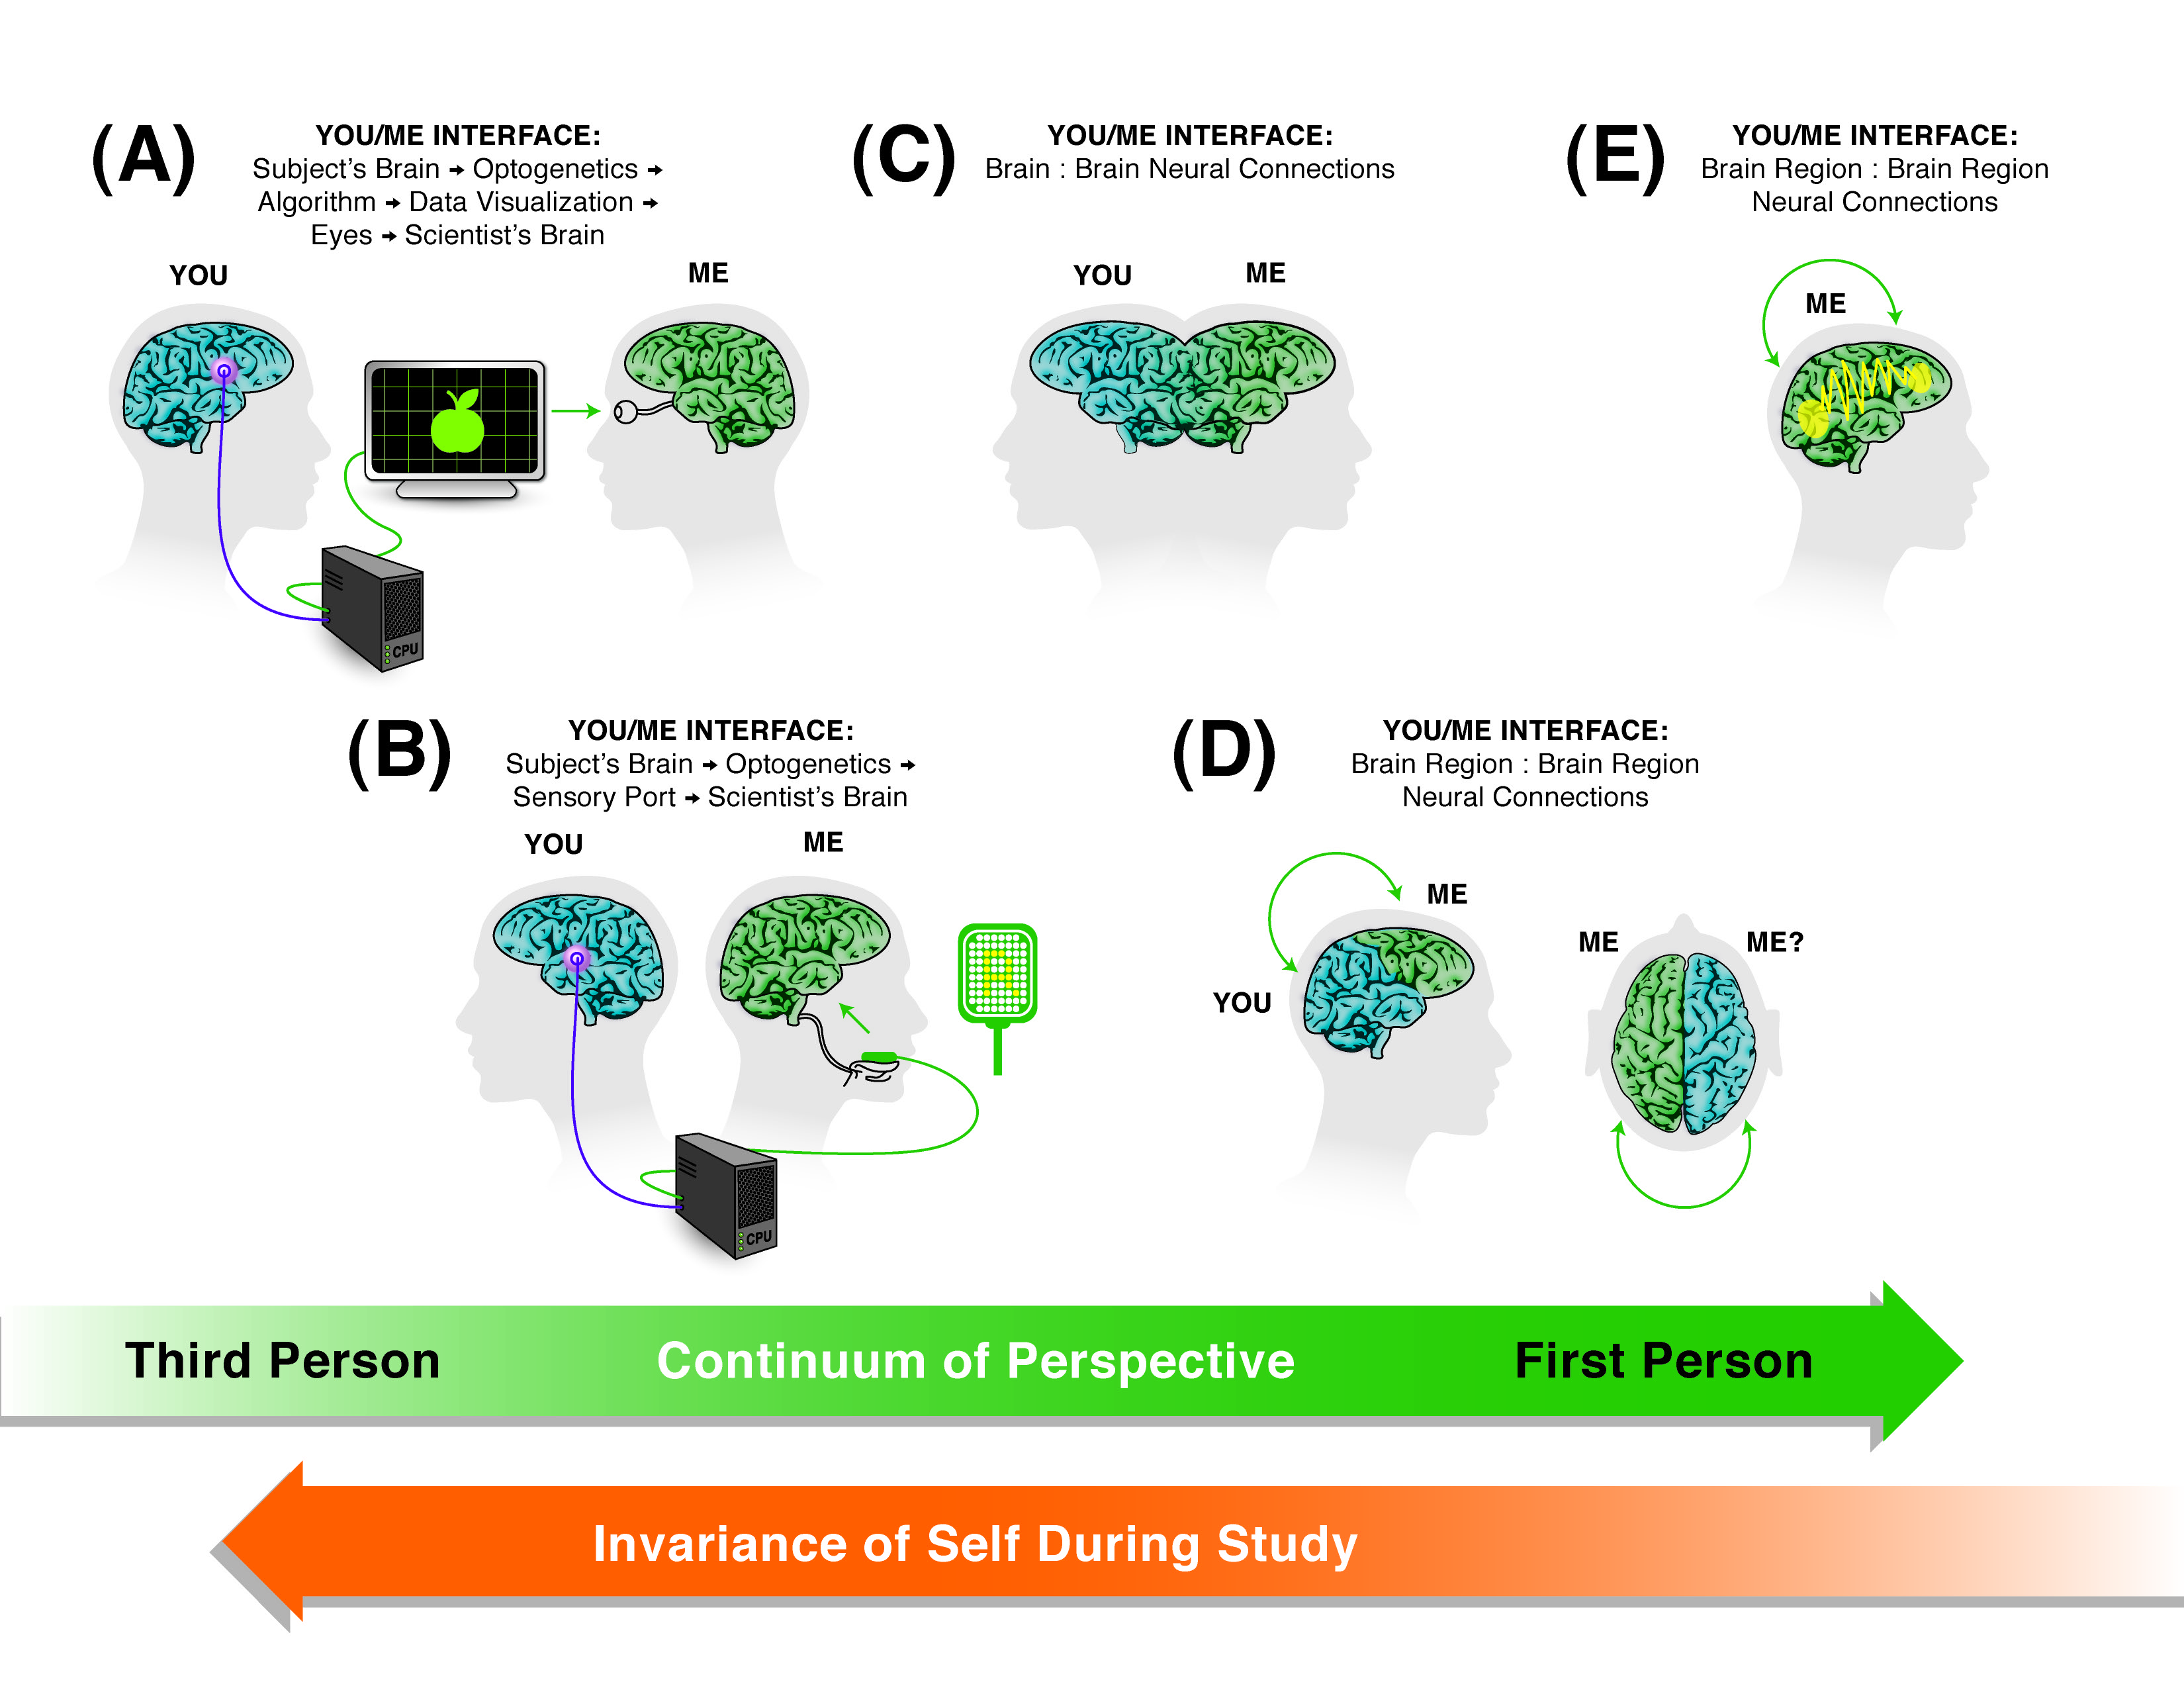 (A)
YOU/ME INTERFACE:
Subject's Brain → Optogenetics →
Algorithm → Data Visualization →
Eyes → Scientist's Brain
YOU
ME
CPU
(C)
YOU/ME INTERFACE:
Brain : Brain Neural Connections
YOU
ME
(E)
YOU/ME INTERFACE:
Brain Region : Brain Region
Neural Connections
ME
(B)
YOU/ME INTERFACE:
Subject's Brain → Optogenetics →
Sensory Port → Scientist's Brain
YOU
ME
CPU
(D)
YOU/ME INTERFACE:
Brain Region : Brain Region
Neural Connections
ME
YOU
ME
ME?
Third Person
Continuum of Perspective
First Person
Invariance of Self During Study